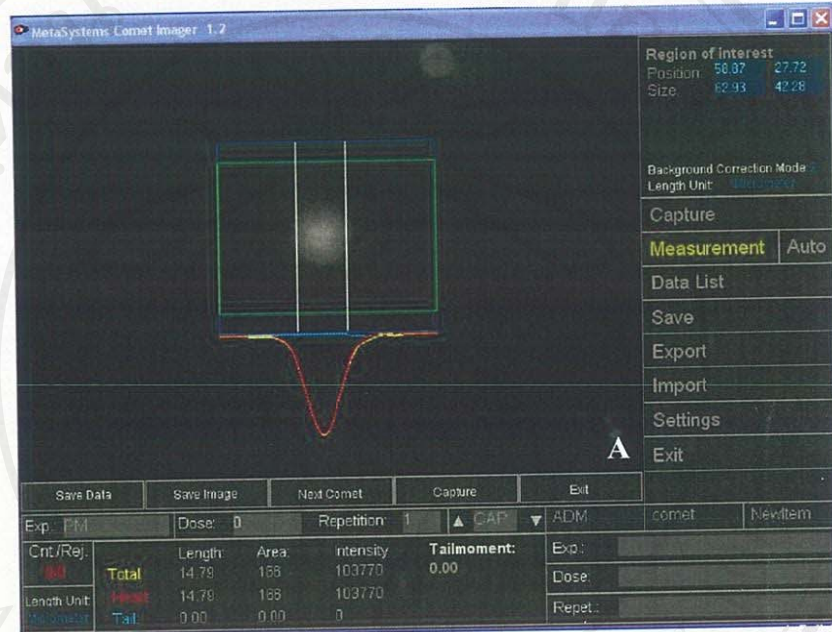 MetaSystems Comet Imager 1.2
Region of interest
Position: 58.87 27.72
Size: 62.93 42.28
Background Correction Mode:
Length Unit:
Capture
Measurement Auto
Data List
Save
Export
Import
Settings
Exit
A
Save Data Save Image Next Comet Capture Exit
Exp: PM Dose: 0 Repetition: 1 ▲ CAP ▼ ADM comet NewItem
Cnt./Rej. Length: Area: Intensity Tailmoment: Exp.:
Total 14.79 166 103770 0.00 Dose:
Head 14.79 166 103770
Length Unit: Tail: 0.00 0.00 0 Repet.: